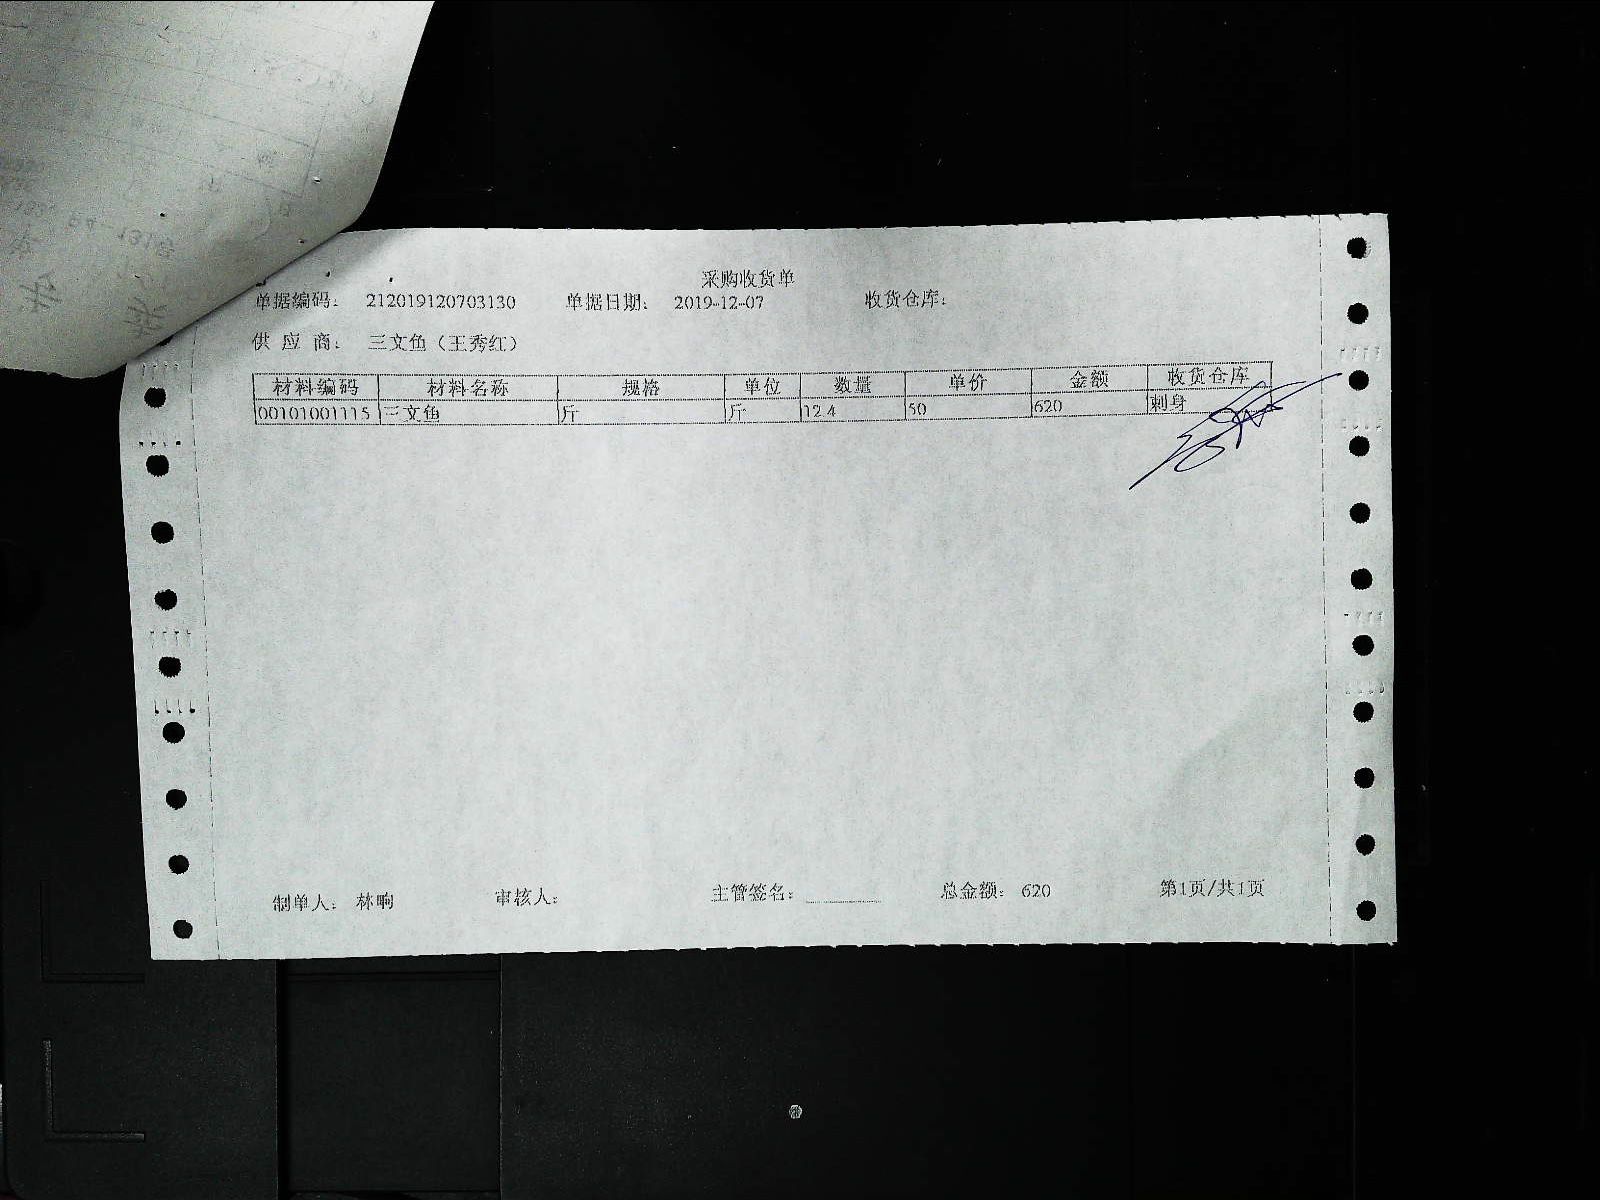 采购收货单
单据编码： 212019120703130 单据日期： 2019-12-07 收货仓库：
供 应 商： 三文鱼（王秀红）
材料编码 材料名称 规格 单位 数量 单价 金额 收货仓库
00101001115 三文鱼 斤 斤 12.4 50 620 刺身
制单人： 林晌 审核人： 主管签名： 总金额： 620 第1页/共1页